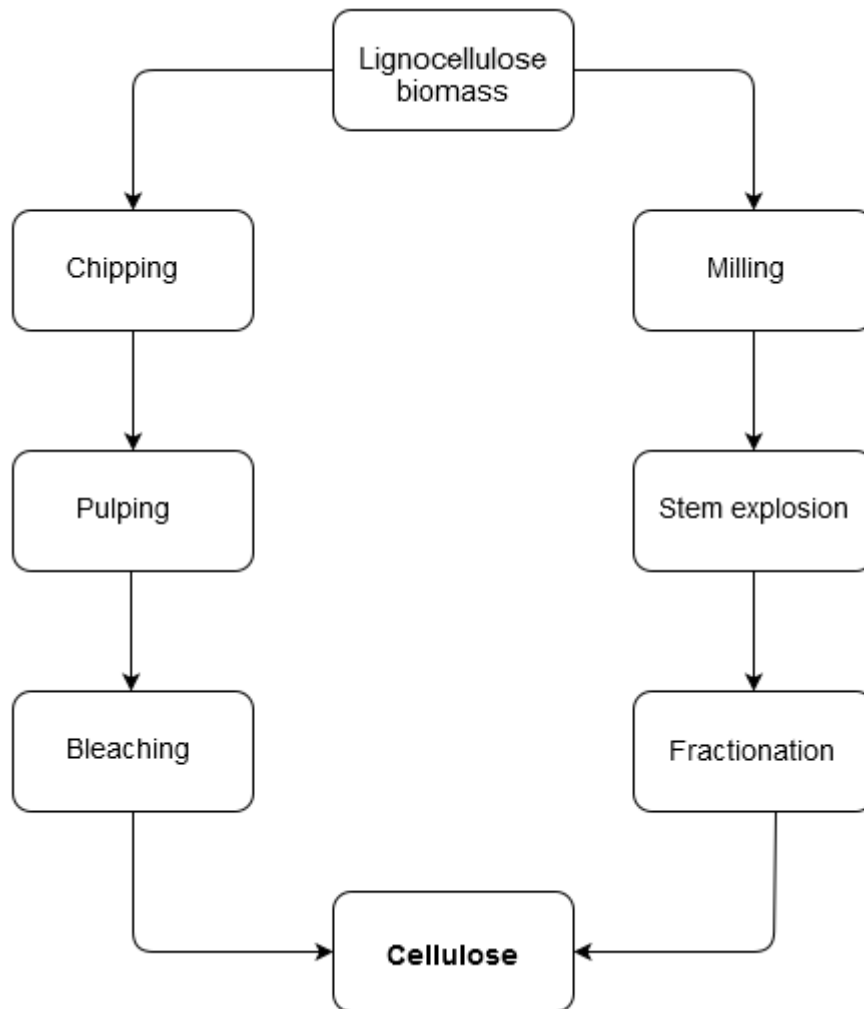 Lignocellulose
biomass
Chipping
Milling
Pulping
Stem explosion
Bleaching
Fractionation
Cellulose